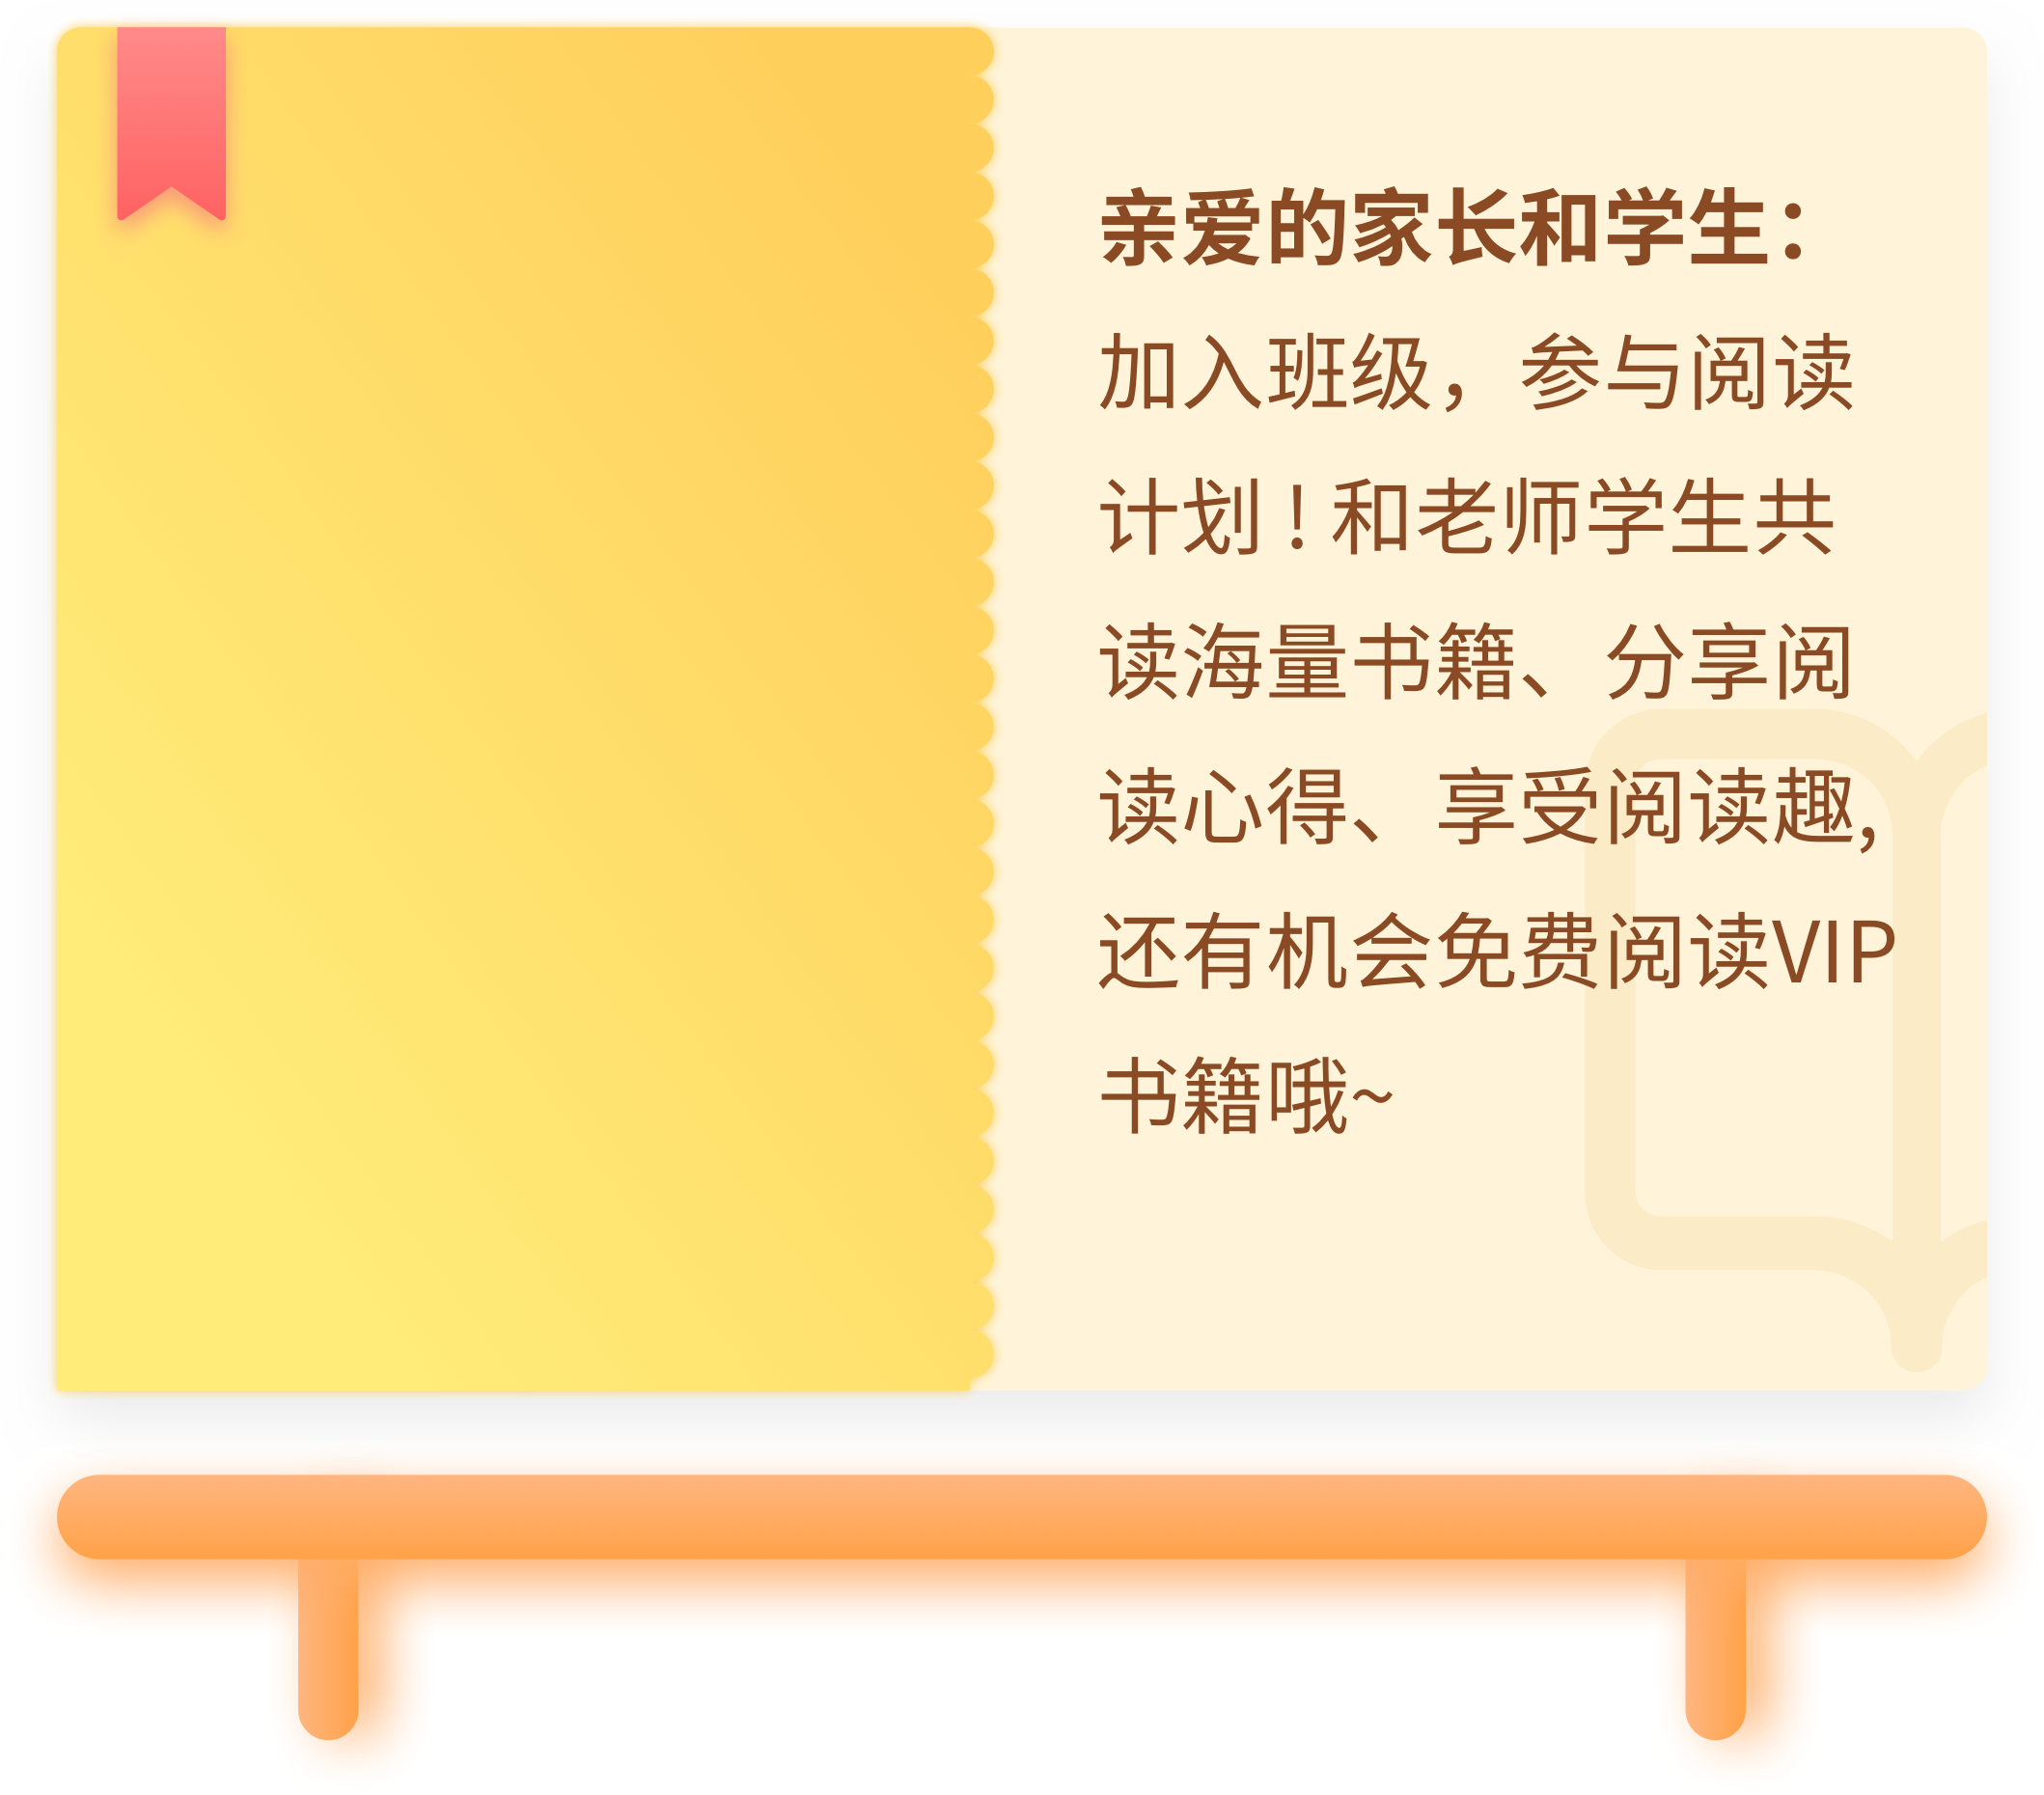 亲爱的家长和学生：
加入班级，参与阅读
计划！和老师学生共
读海量书籍、分享阅
读心得、享受阅读趣,
还有机会免费阅读VIP
书籍哦~